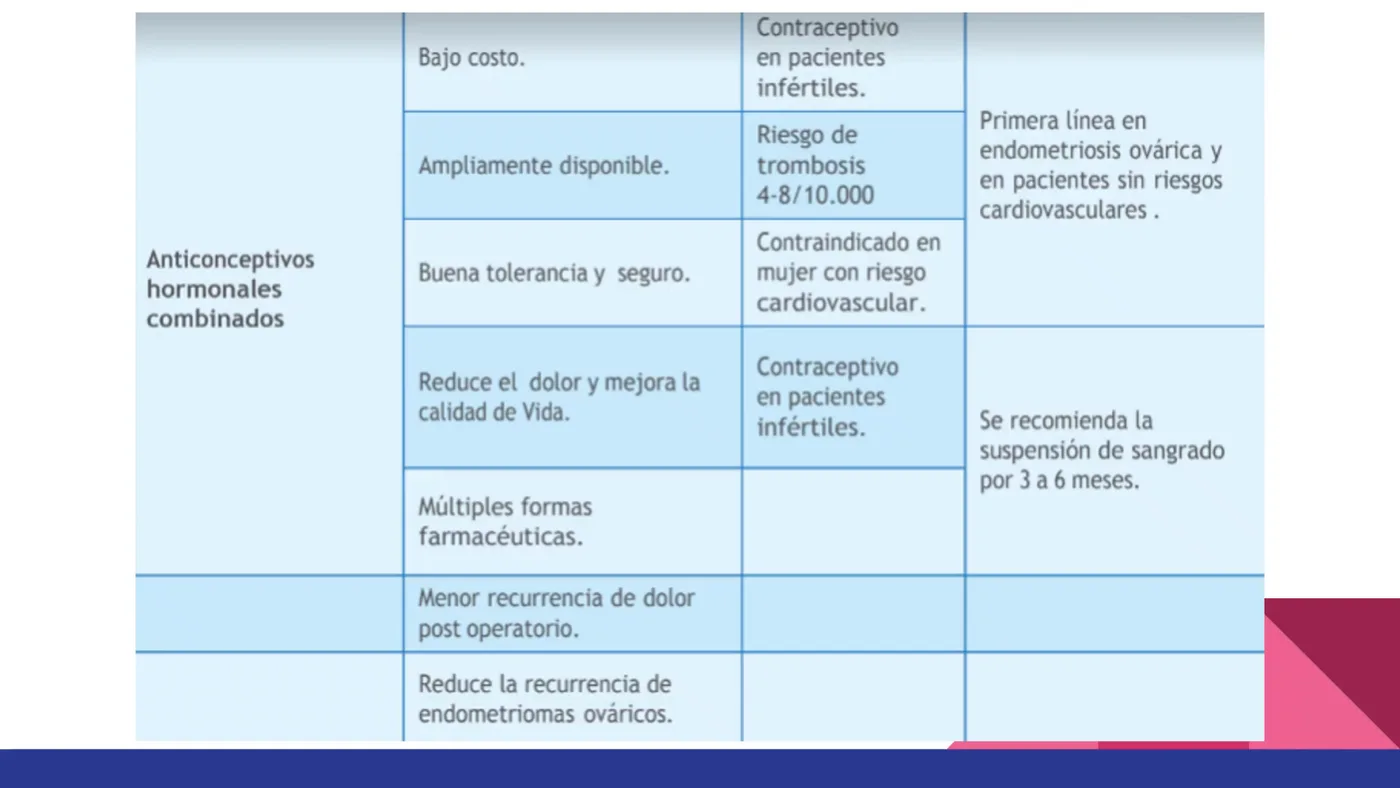 Bajo costo.
Contraceptivo
en pacientes
infértiles.
Primera línea en
endometriosis ovárica y
en pacientes sin riesgos
cardiovasculares .
Ampliamente disponible.
Riesgo de
trombosis
4-8/10.000
Anticonceptivos
hormonales
combinados
Buena tolerancia y seguro.
Contraindicado en
mujer con riesgo
cardiovascular.
Reduce el dolor y mejora la
calidad de Vida.
Contraceptivo
en pacientes
infértiles.
Se recomienda la
suspensión de sangrado
por 3 a 6 meses.
Múltiples formas
farmacéuticas.
Menor recurrencia de dolor
post operatorio.
Reduce la recurrencia de
endometriomas ováricos.